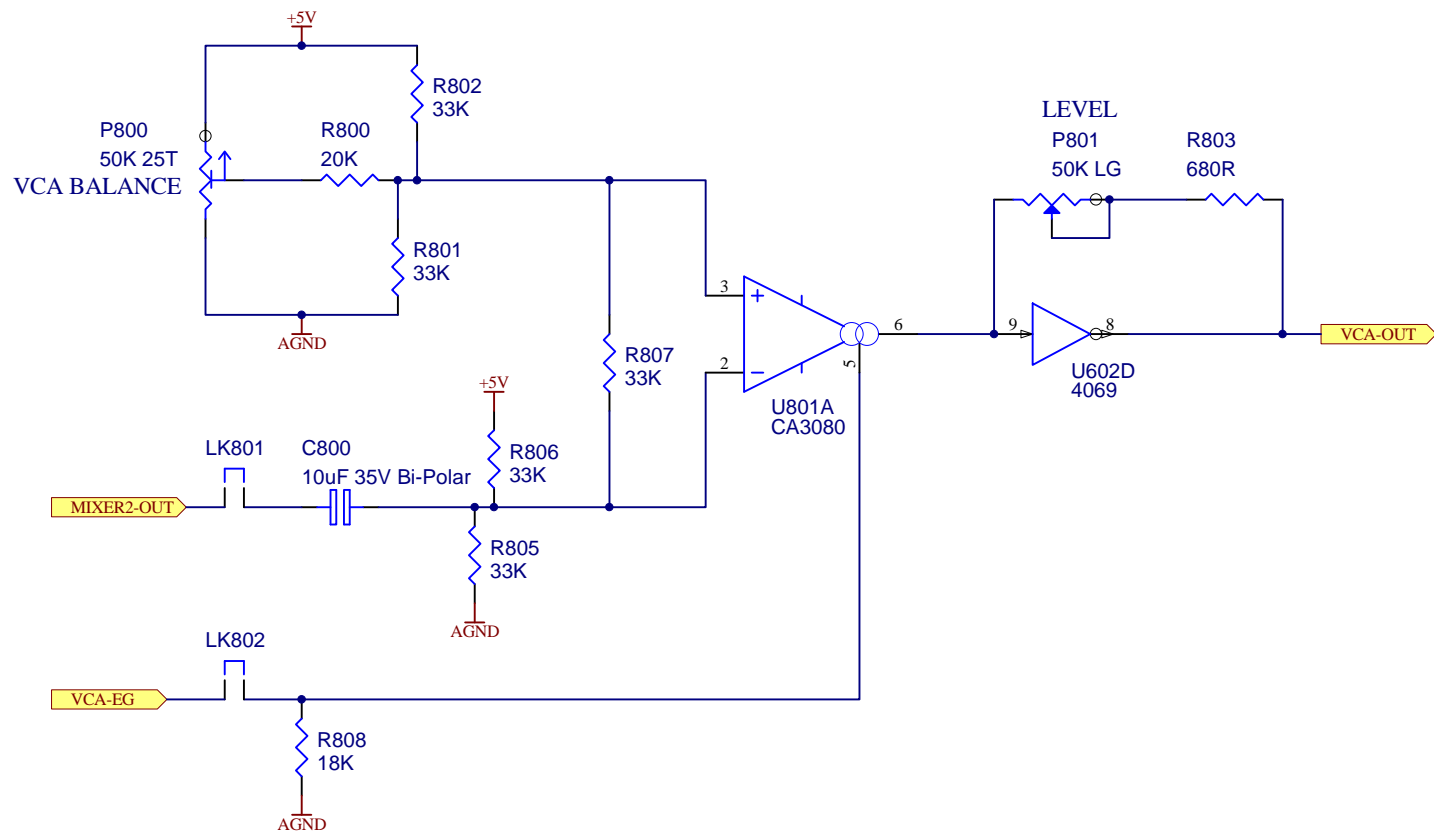 +5V
R802
33K
P800
50K 25T
VCA BALANCE
R800
20K
R801
33K
AGND
R807
33K
3
2
6
5
U801A
CA3080
LEVEL
P801
50K LG
R803
680R
9
8
U602D
4069
VCA-OUT
+5V
R806
33K
LK801
C800
10uF 35V Bi-Polar
MIXER2-OUT
R805
33K
AGND
LK802
VCA-EG
R808
18K
AGND